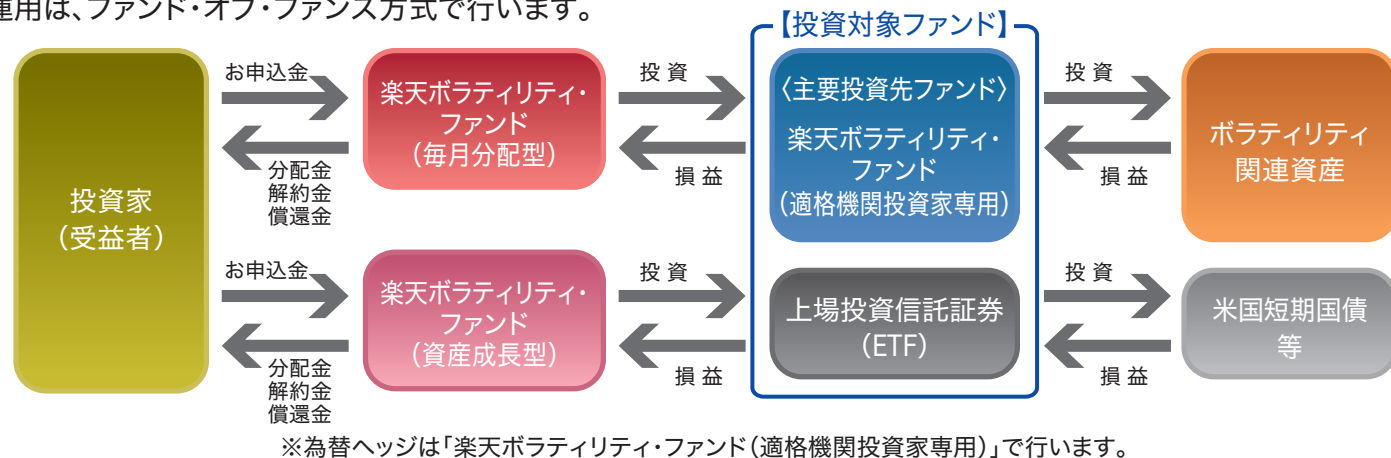 運用は、ファンド・オブ・ファンズ方式で行います。
【投資対象ファンド】
投資家
(受益者)
お申込金
分配金
解約金
償還金
楽天ボラティリティ・
ファンド
(毎月分配型)
投 資
損 益
〈主要投資先ファンド〉
楽天ボラティリティ・
ファンド
(適格機関投資家専用)
投 資
損 益
ボラティリティ
関連資産
お申込金
分配金
解約金
償還金
楽天ボラティリティ・
ファンド
(資産成長型)
投 資
損 益
上場投資信託証券
(ETF)
投 資
損 益
米国短期国債
等
※為替ヘッジは「楽天ボラティリティ・ファンド(適格機関投資家専用)」で行います。